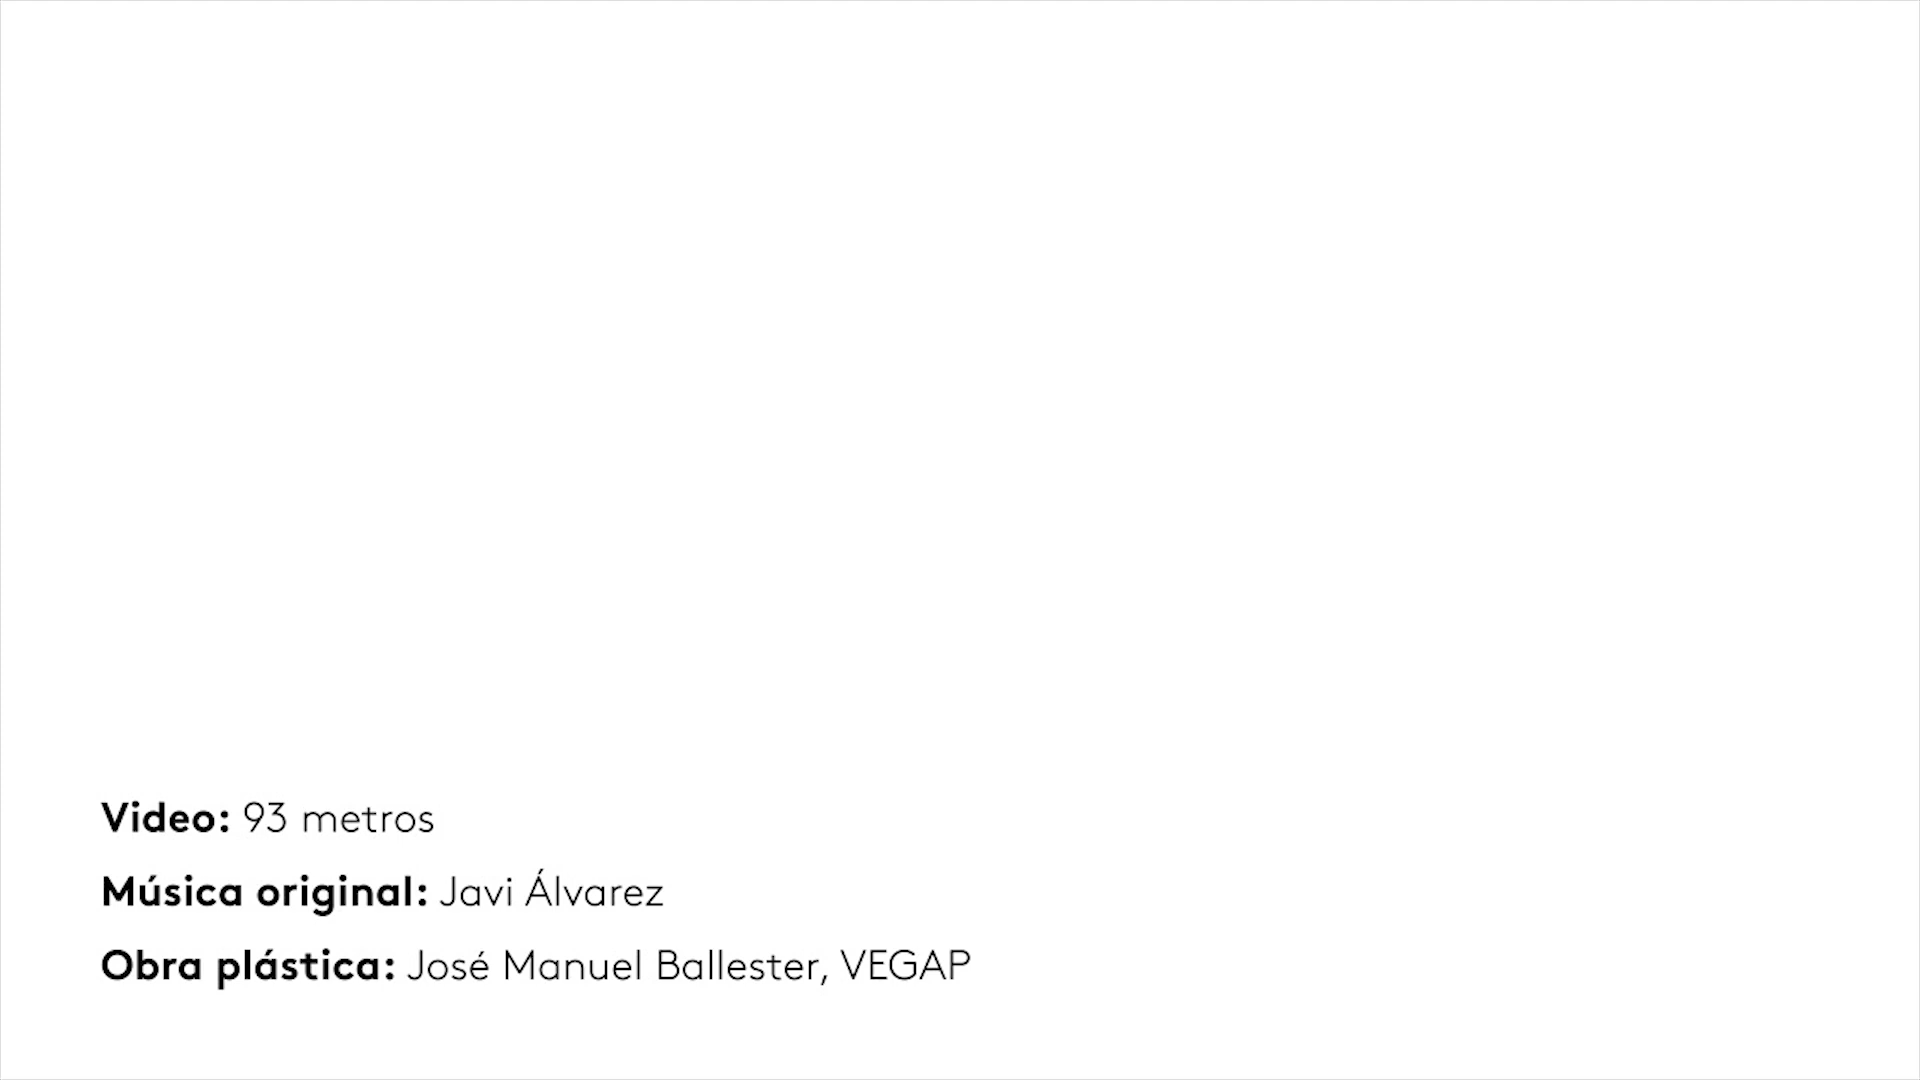 Video: 93 metros
Música original: Javi Álvarez
Obra plástica: José Manuel Ballester, VEGAP